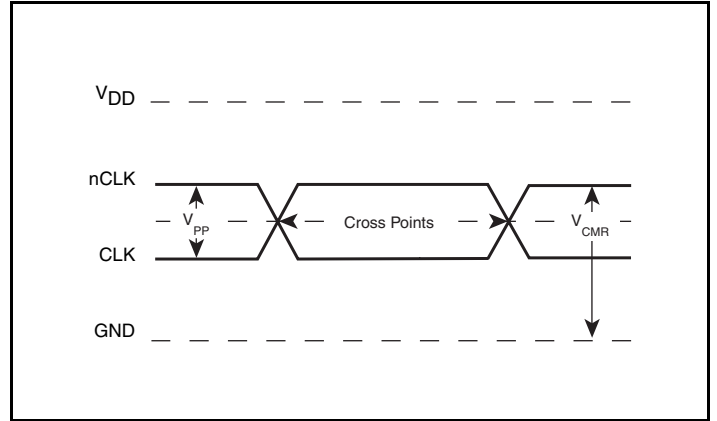 VDD
nCLK
VPP
Cross Points
VCMR
CLK
GND